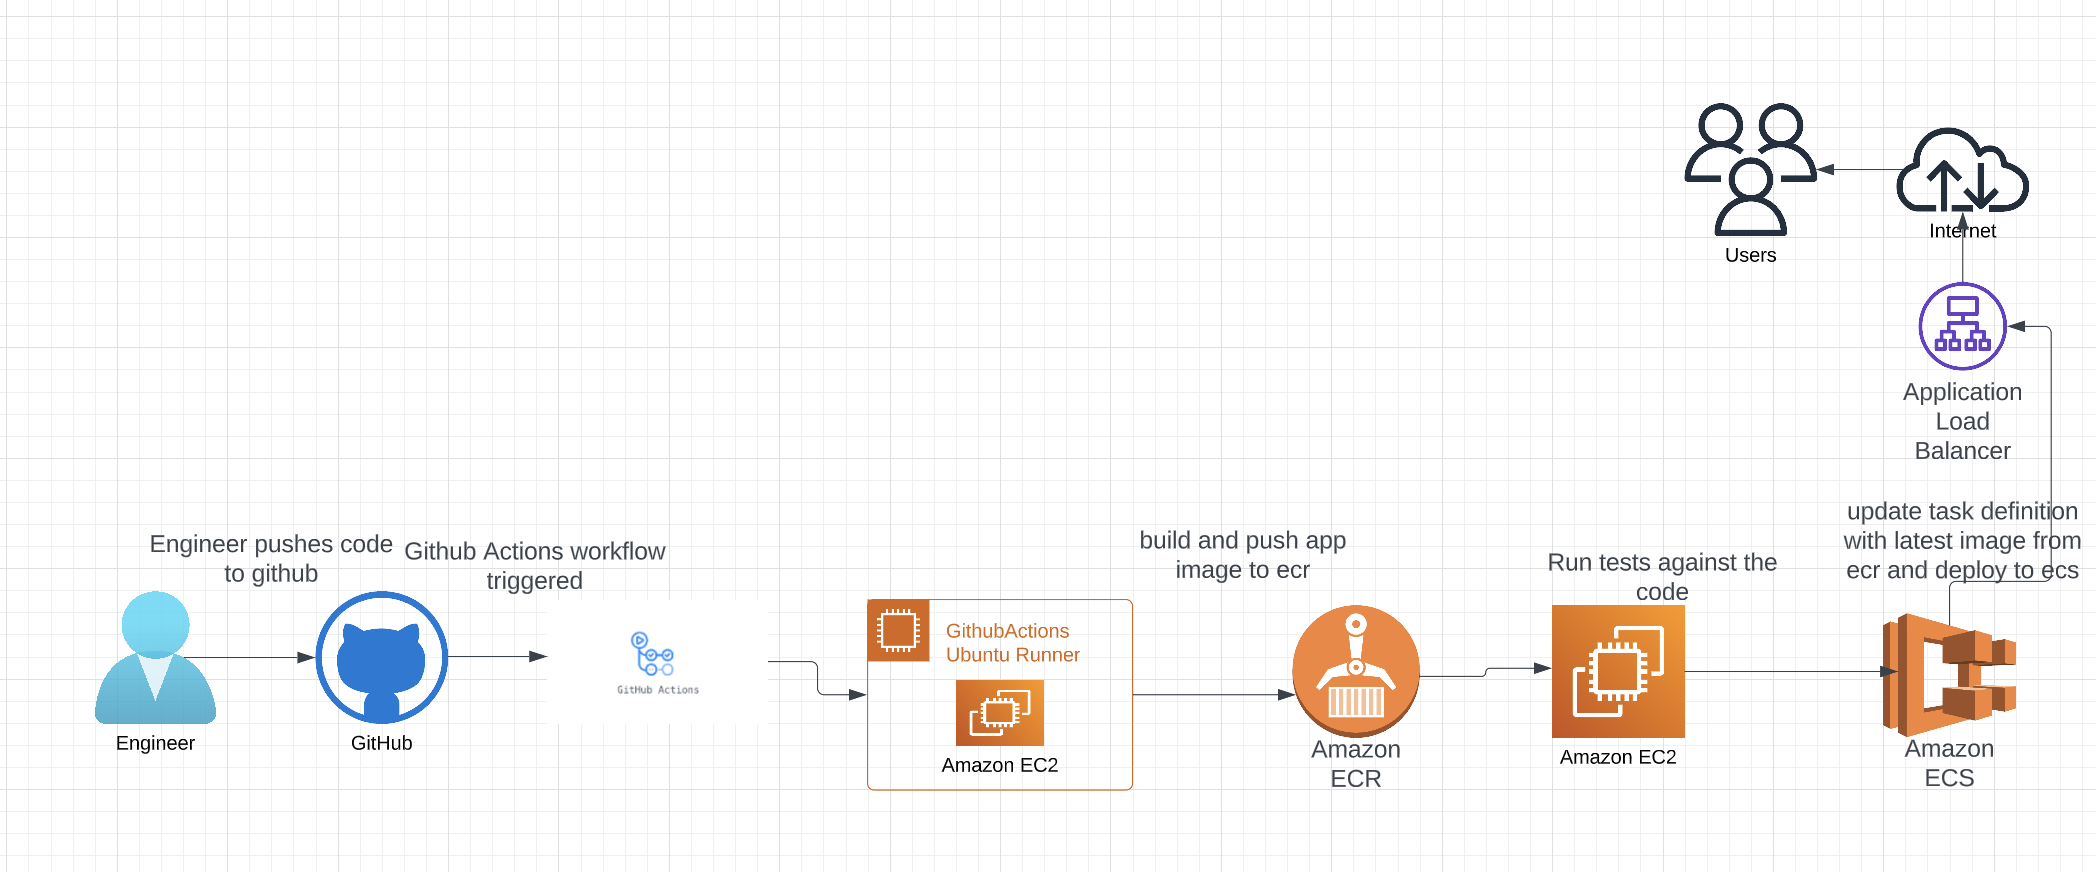 Users
Internet
Application
Load
Balancer
Engineer pushes code
to github
Github Actions workflow
triggered
build and push app
image to ecr
Run tests against the
code
update task definition
with latest image from
ecr and deploy to ecs
Engineer
GitHub
GitHub Actions
GithubActions
Ubuntu Runner
Amazon EC2
Amazon
ECR
Amazon EC2
Amazon
ECS